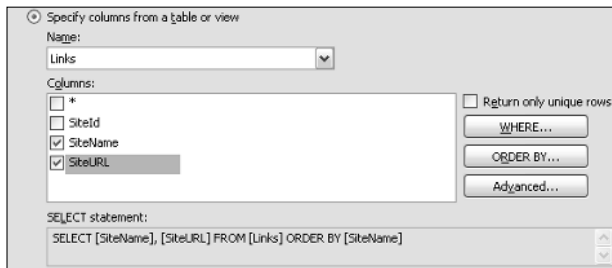 Specify columns from a table or view
Name:
Links
Columns:
*
SiteId
SiteName
SiteURL
Return only unique rows
WHERE...
ORDER BY...
Advanced...
SELECT statement:
SELECT [SiteName], [SiteURL] FROM [Links] ORDER BY [SiteName]